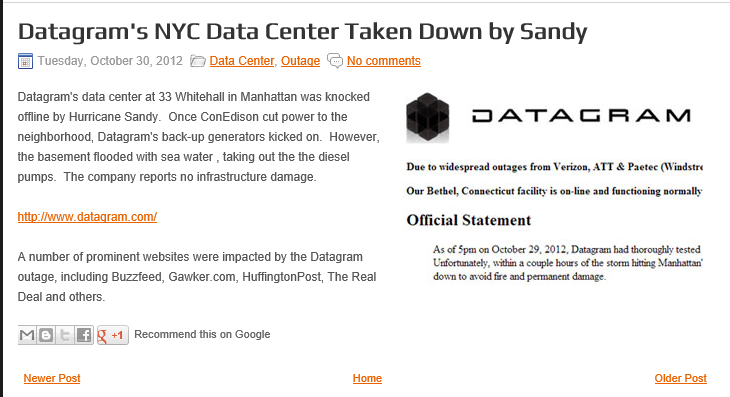 Datagram's NYC Data Center Taken Down by Sandy
Tuesday, October 30, 2012 Data Center, Outage No comments
Datagram's data center at 33 Whitehall in Manhattan was knocked
offline by Hurricane Sandy. Once ConEdison cut power to the
neighborhood, Datagram's back-up generators kicked on. However,
the basement flooded with sea water , taking out the the diesel
pumps. The company reports no infrastructure damage.
http://www.datagram.com/
A number of prominent websites were impacted by the Datagram
outage, including Buzzfeed, Gawker.com, HuffingtonPost, The Real
Deal and others.
DATAGRAM
Due to widespread outages from Verizon, ATT & Paetec (Windstre
Our Bethel, Connecticut facility is on-line and functioning normally
Official Statement
As of 5pm on October 29, 2012, Datagram had thoroughly tested
Unfortunately, within a couple hours of the storm hitting Manhattan'
down to avoid fire and permanent damage.
+1 Recommend this on Google
Newer Post Home Older Post